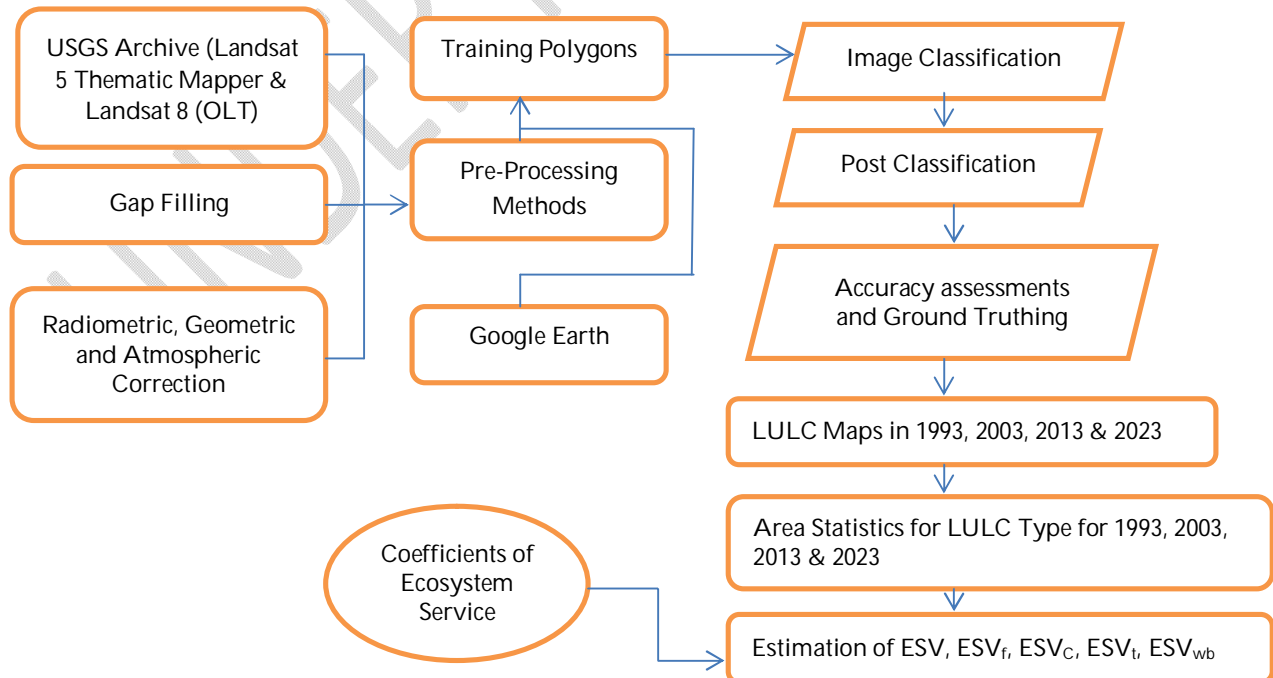 USGS Archive (Landsat
5 Thematic Mapper &
Landsat 8 (OLT)
Training Polygons
Image Classification
Gap Filling
Pre-Processing
Methods
Post Classification
Radiometric, Geometric
and Atmospheric
Correction
Google Earth
Accuracy assessments
and Ground Truthing
LULC Maps in 1993, 2003, 2013 & 2023
Area Statistics for LULC Type for 1993, 2003,
2013 & 2023
Coefficients of
Ecosystem
Service
Estimation of ESV, ESVf, ESVC, ESVt, ESVwb